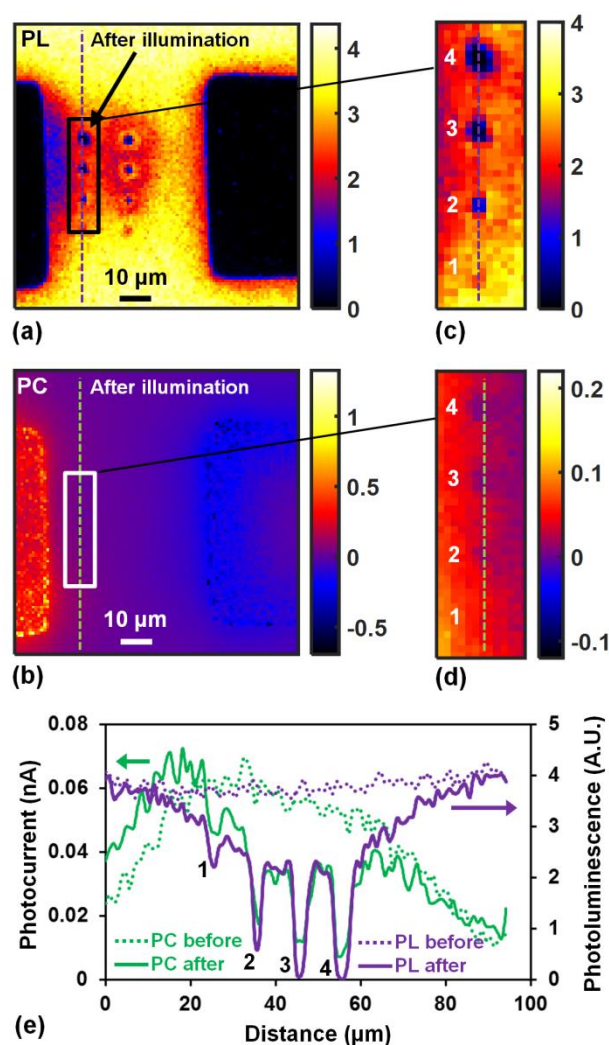 PL
After illumination
10 µm
4
3
2
1
0
(a)
4
3
2
1
4
3
2
1
0
(c)
PC
After illumination
10 µm
1
0.5
0
-0.5
(b)
4
3
2
1
0.2
0.1
0
-0.1
(d)
0.08
0.06
0.04
0.02
0
Photocurrent (nA)
5
4
3
2
1
0
Photoluminescence (A.U.)
1
2
3
4
PC before
PC after
PL before
PL after
0
20
40
60
80
100
Distance (µm)
(e)